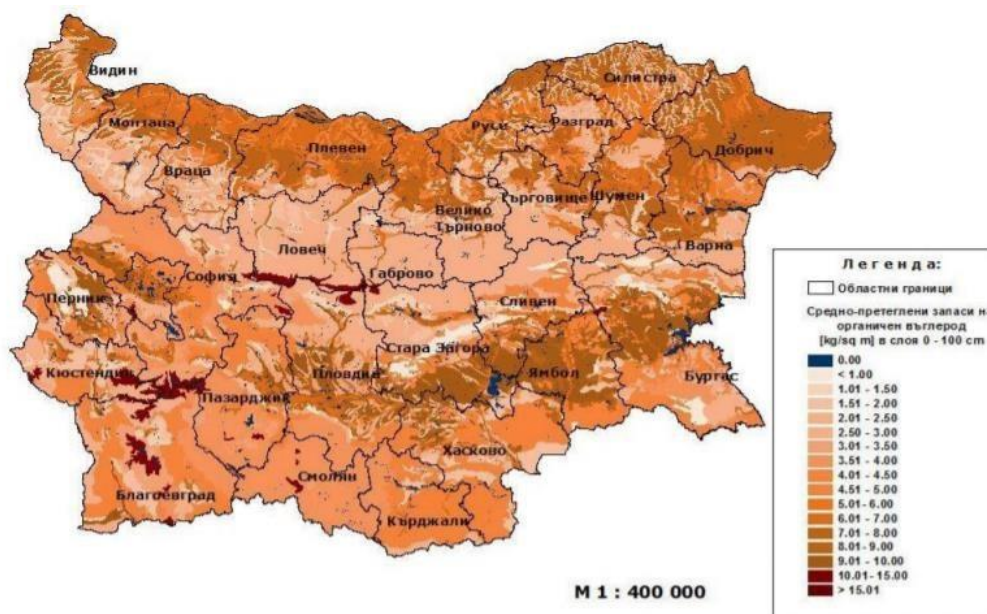 Видин
Силистра
Монтана
Русе
Разград
Плевен
Добрич
Враца
Велико
Търново
Търговище
Шумен
Ловеч
Варна
София
Габрово
Перник
Сливен
Стара Загора
Кюстендил
Пловдив
Ямбол
Бургас
Пазарджик
Хасково
Смолян
Благоевград
Кърджали
М 1 : 400 000
Легенда:
Областни граници
Средно-претеглени запаси на
органичен въглерод
[kg/sq m] в слоя 0 - 100 cm
0.00
< 1.00
1.01 - 1.50
1.51 - 2.00
2.01 - 2.50
2.50 - 3.00
3.01 - 3.50
3.51 - 4.00
4.01 - 4.50
4.51 - 5.00
5.01 - 6.00
6.01 - 7.00
7.01 - 8.00
8.01 - 9.00
9.01 - 10.00
10.01 - 15.00
> 15.01